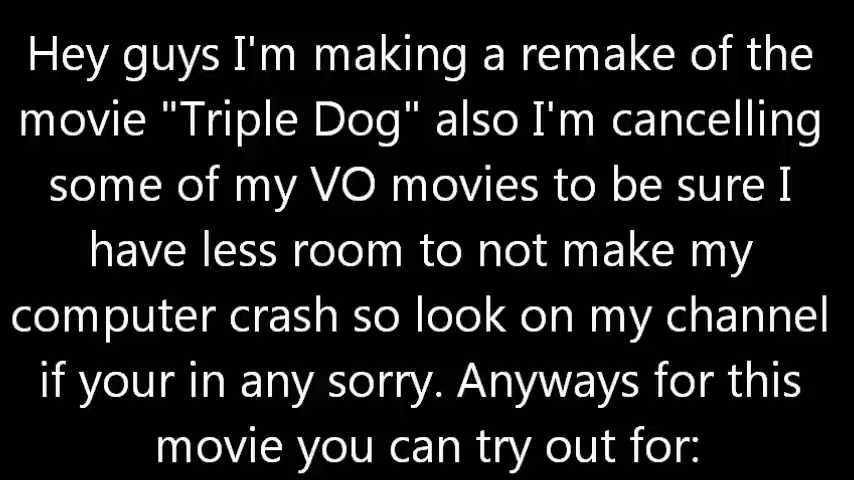 Hey guys I'm making a remake of the
movie "Triple Dog" also I'm cancelling
some of my VO movies to be sure I
have less room to not make my
computer crash so look on my channel
if your in any sorry. Anyways for this
movie you can try out for: